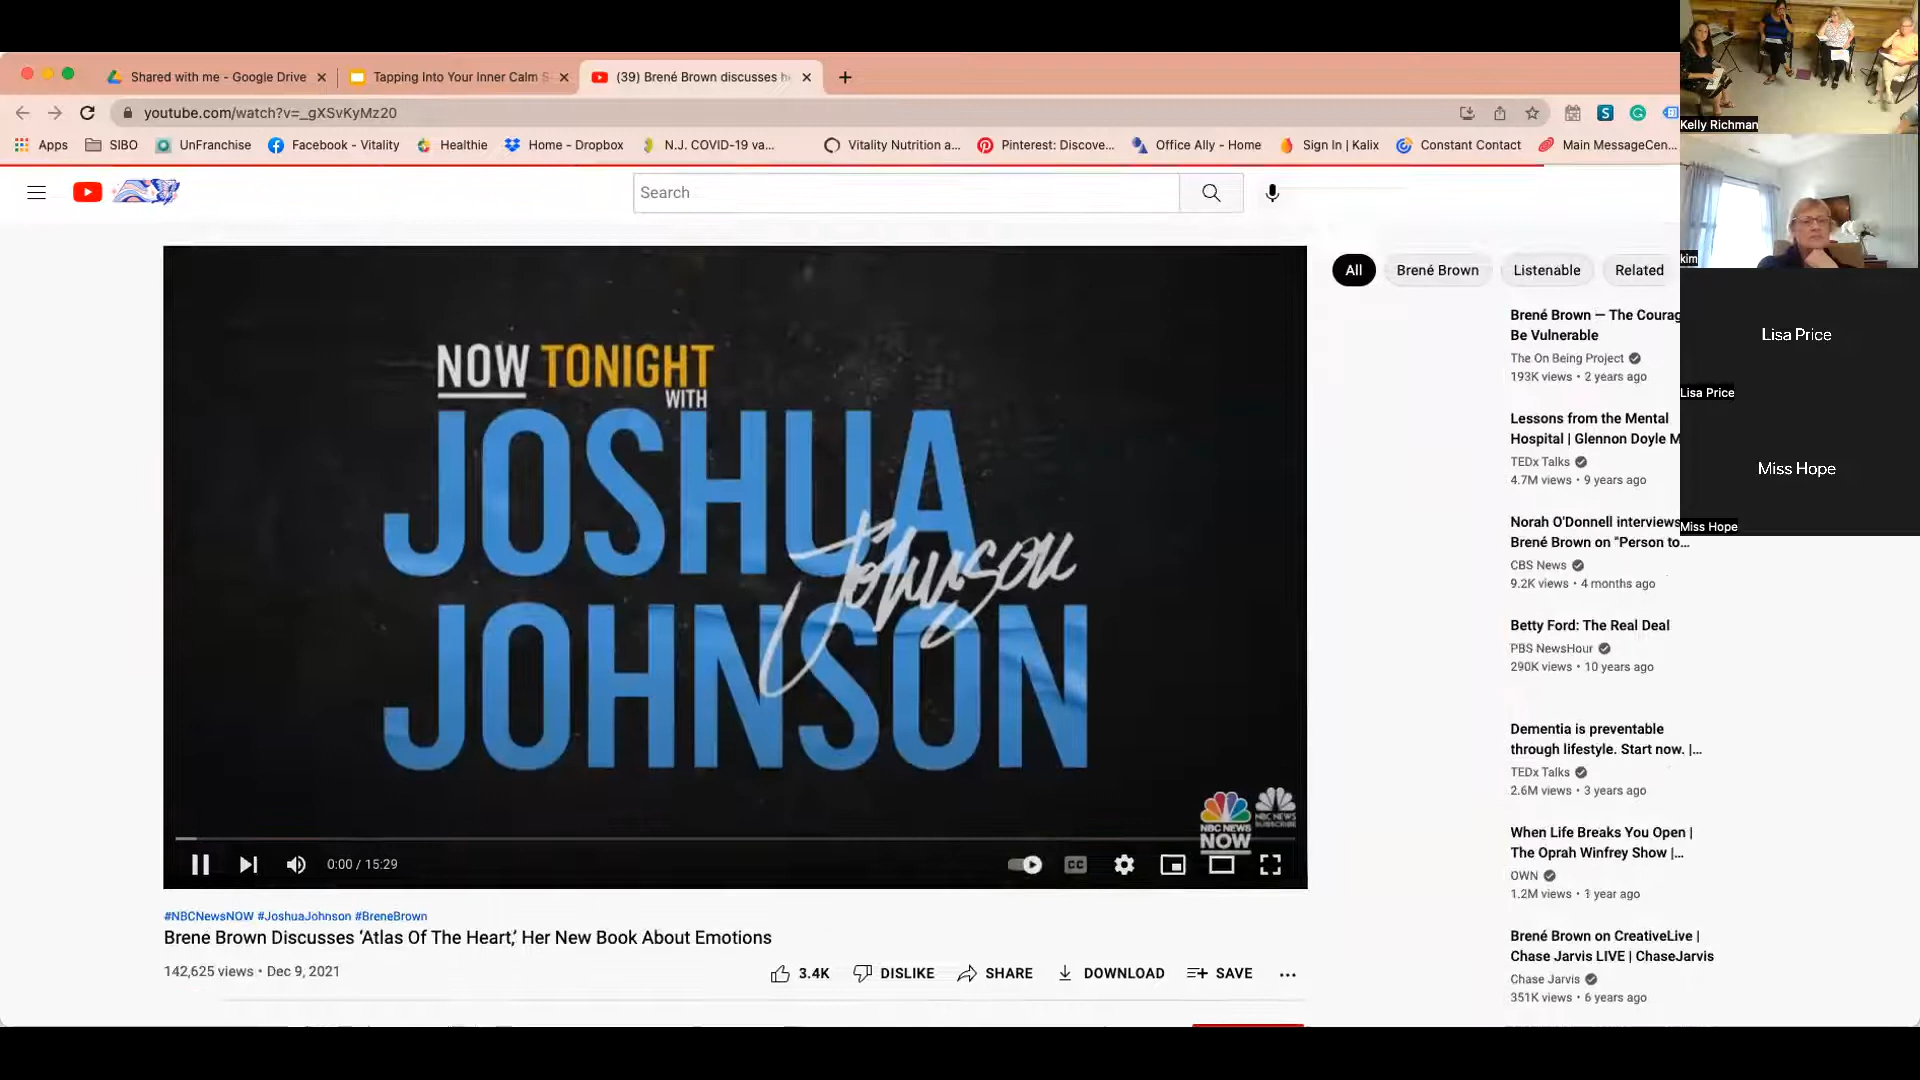 Shared with me - Google Drive
Tapping Into Your Inner Calm S
(39) Brené Brown discusses h
youtube.com/watch?v=_gXSvKyMz20
Apps
SIBO
UnFranchise
Facebook - Vitality
Healthie
Home - Dropbox
N.J. COVID-19 va...
Vitality Nutrition a...
Pinterest: Discove...
Office Ally - Home
Sign In | Kalix
Constant Contact
Main MessageCen...
Search
NOW TONIGHT
WITH
JOSHUA
Johnson
JOHNSON
NBC NEWS
NOW
NBC NEWS
SUBSCRIBE
0:00 / 15:29
CC
#NBCNewsNOW #JoshuaJohnson #BreneBrown
Brene Brown Discusses ‘Atlas Of The Heart,’ Her New Book About Emotions
142,625 views • Dec 9, 2021
3.4K
DISLIKE
SHARE
DOWNLOAD
SAVE
All
Brené Brown
Listenable
Related
Brené Brown — The Courag
Be Vulnerable
The On Being Project
193K views • 2 years ago
Lessons from the Mental
Hospital | Glennon Doyle M
TEDx Talks
4.7M views • 9 years ago
Norah O'Donnell interviews
Brené Brown on "Person to...
CBS News
9.2K views • 4 months ago
Betty Ford: The Real Deal
PBS NewsHour
290K views • 10 years ago
Dementia is preventable
through lifestyle. Start now. |...
TEDx Talks
2.6M views • 3 years ago
When Life Breaks You Open |
The Oprah Winfrey Show |...
OWN
1.2M views • 1 year ago
Brené Brown on CreativeLive |
Chase Jarvis LIVE | ChaseJarvis
Chase Jarvis
351K views • 6 years ago
Kelly Richman
kim
Lisa Price
Lisa Price
Miss Hope
Miss Hope